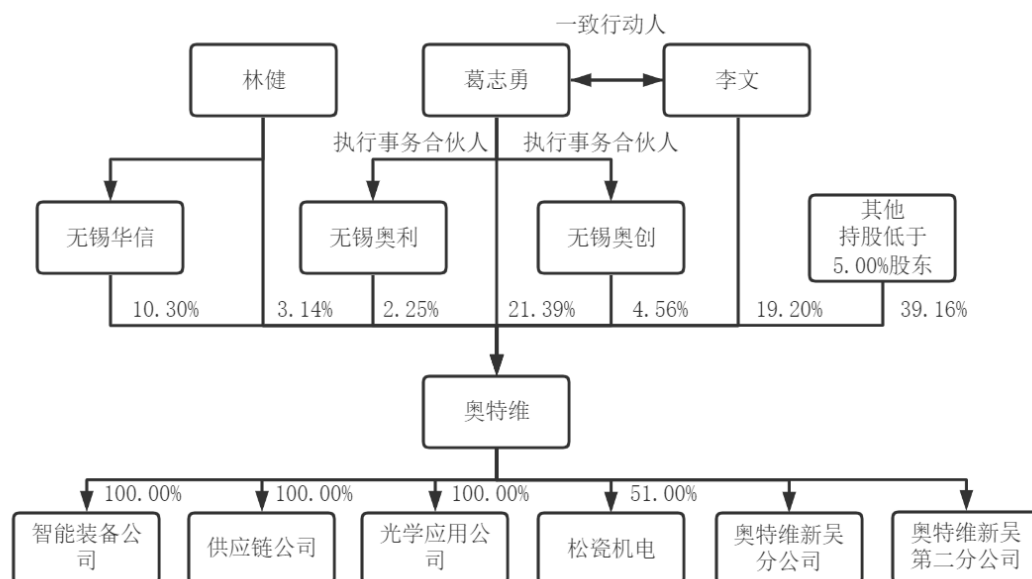 一致行动人
林健
葛志勇
李文
执行事务合伙人
执行事务合伙人
无锡华信
无锡奥利
无锡奥创
其他
持股低于
5.00%股东
10.30%
3.14%
2.25%
21.39%
4.56%
19.20%
39.16%
奥特维
100.00%
100.00%
100.00%
51.00%
智能装备公
司
供应链公司
光学应用公
司
松瓷机电
奥特维新吴
分公司
奥特维新吴
第二分公司